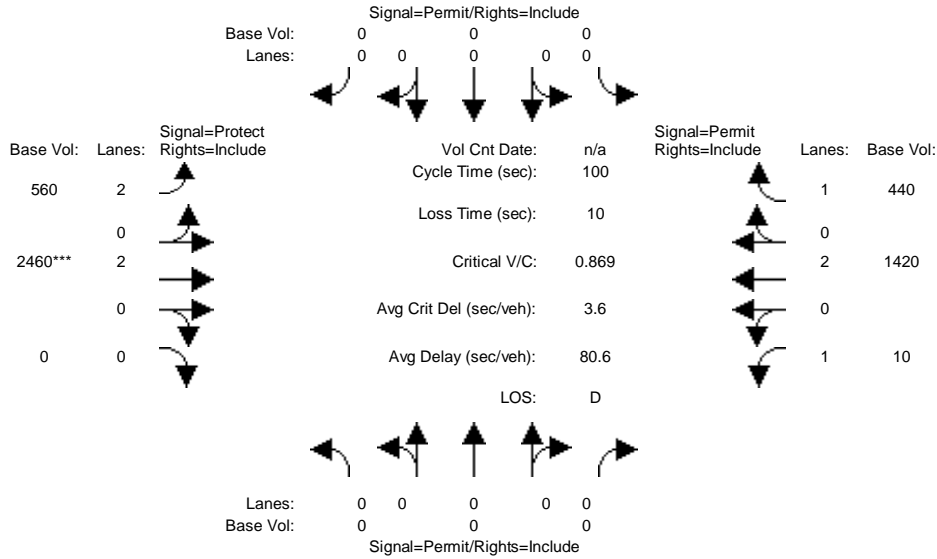 Signal=Permit/Rights=Include
Base Vol: 0 0 0
Lanes: 0 0 0 0 0
Signal=Protect
Base Vol: Lanes: Rights=Include
Vol Cnt Date: n/a
Signal=Permit
Rights=Include Lanes: Base Vol:
Cycle Time (sec): 100
560 2
1 440
Loss Time (sec): 10
0
0
2460*** 2
Critical V/C: 0.869
2 1420
0
Avg Crit Del (sec/veh): 3.6
0
0 0
Avg Delay (sec/veh): 80.6
1 10
LOS: D
Lanes: 0 0 0 0 0
Base Vol: 0 0 0
Signal=Permit/Rights=Include